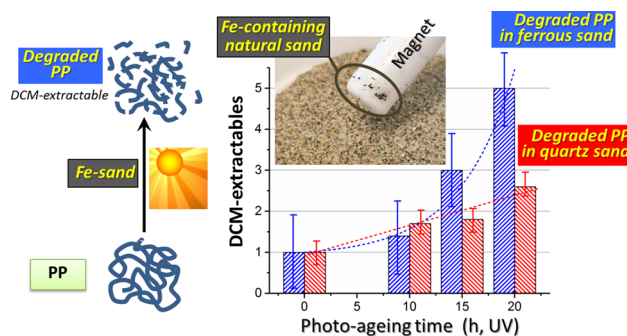 Degraded
PP
DCM-extractable
Fe-sand
PP
Fe-containing
natural sand
Magnet
Degraded PP
in ferrous sand
Degraded PP
in quartz sand
DCM-extractables
5
4
3
2
1
0
0
5
10
15
20
Photo-ageing time (h, UV)